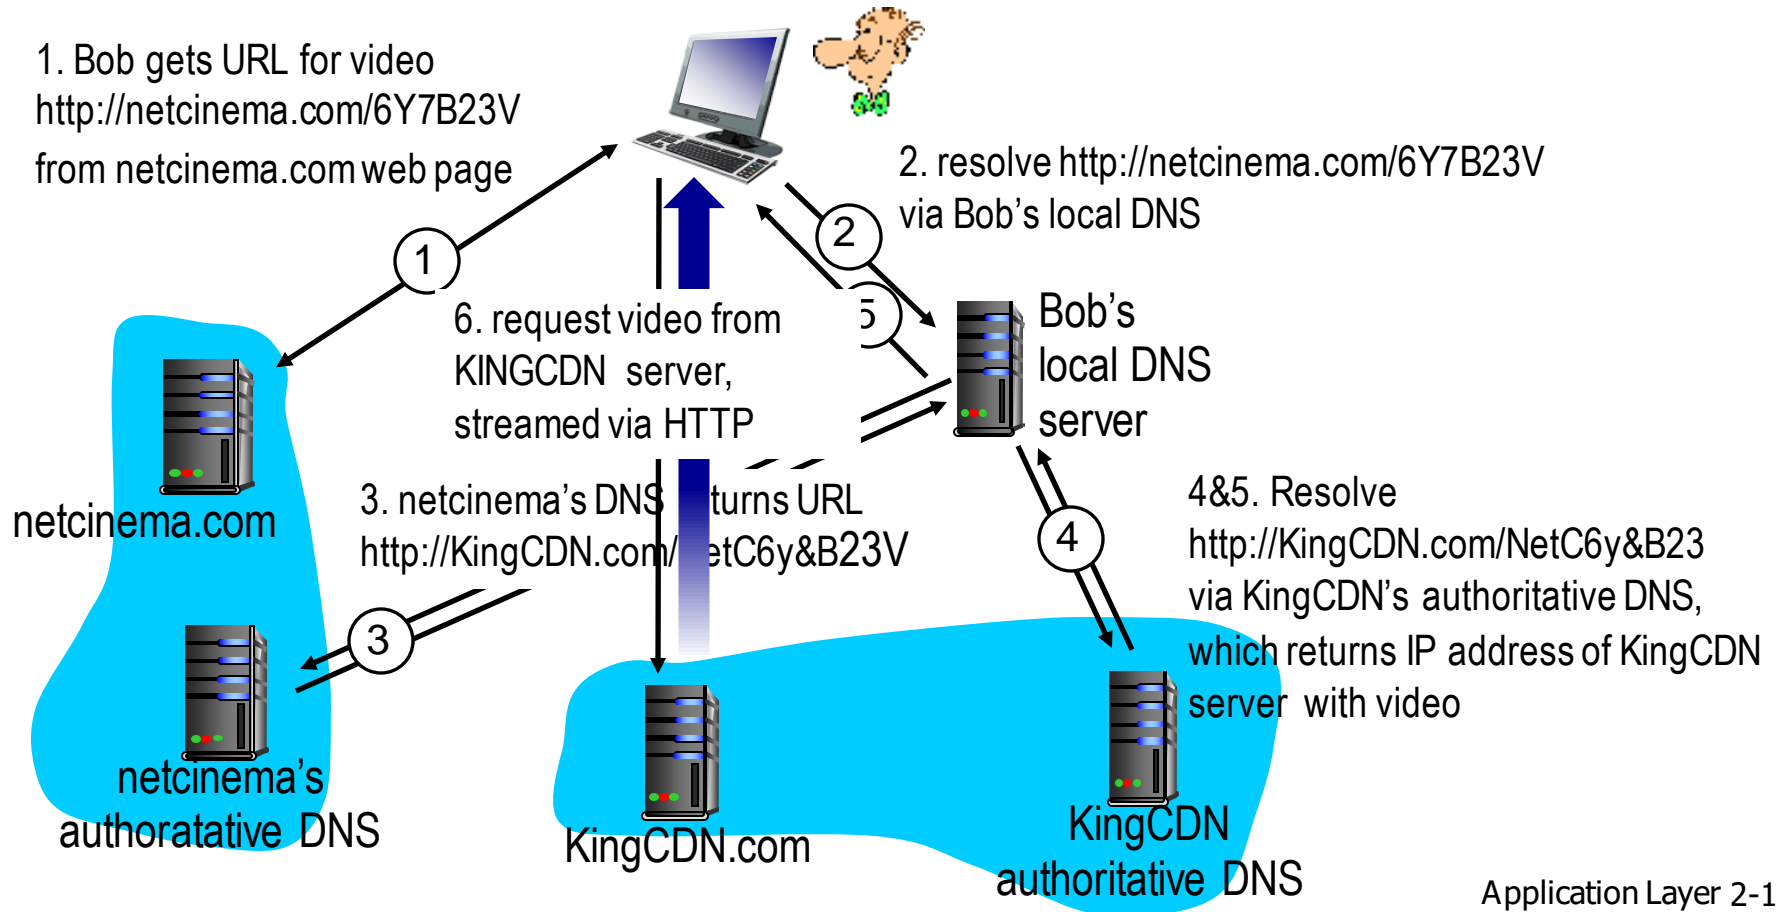 1. Bob gets URL for video
http://netcinema.com/6Y7B23V
from netcinema.com web page
2. resolve http://netcinema.com/6Y7B23V
via Bob's local DNS
1
2
5
6. request video from
KINGCDN server,
streamed via HTTP
Bob's
local DNS
server
netcinema.com
3. netcinema's DNS turns URL
http://KingCDN.com/ etC6y&B23V
3
4
4&5. Resolve
http://KingCDN.com/NetC6y&B23
via KingCDN's authoritative DNS,
which returns IP address of KingCDN
server with video
netcinema's
authoratative DNS
KingCDN.com
KingCDN
authoritative DNS
Application Layer 2-1